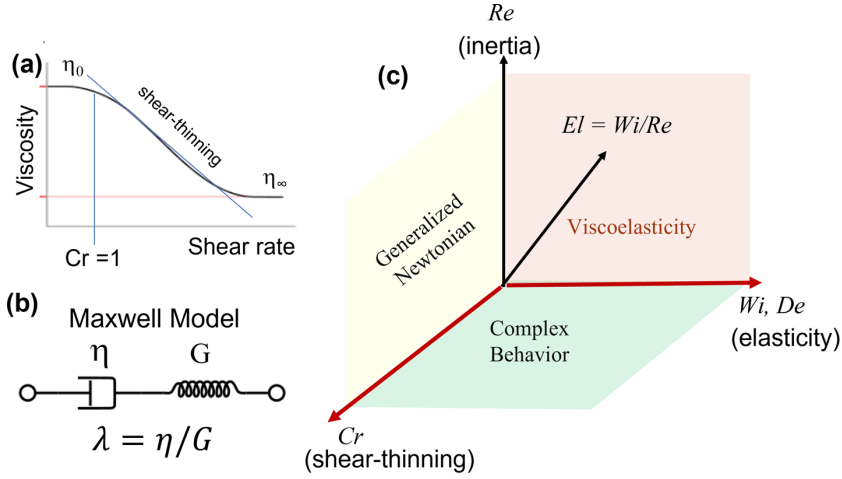 (a)
η₀
shear-thinning
η∞
Viscosity
Shear rate
Cr =1
(b)
Maxwell Model
η
G
λ = η/G
(c)
Re
(inertia)
El = Wi/Re
Generalized
Newtonian
Viscoelasticity
Complex
Behavior
Wi, De
(elasticity)
Cr
(shear-thinning)